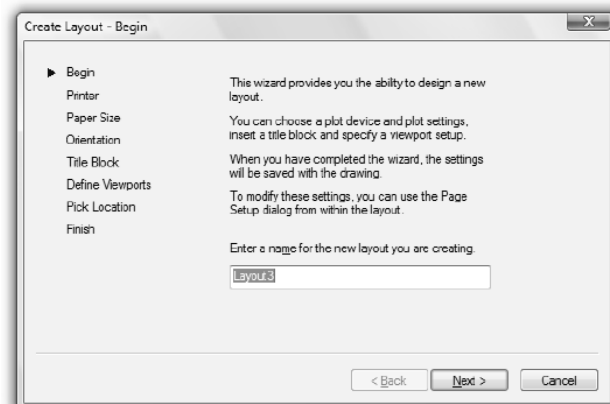 Create Layout - Begin
X
Begin
Printer
Paper Size
Orientation
Title Block
Define Viewports
Pick Location
Finish
This wizard provides you the ability to design a new
layout.
You can choose a plot device and plot settings,
insert a title block and specify a viewport setup.
When you have completed the wizard, the settings
will be saved with the drawing.
To modify these settings, you can use the Page
Setup dialog from within the layout.
Enter a name for the new layout you are creating.
Layout3
< Back
Next >
Cancel